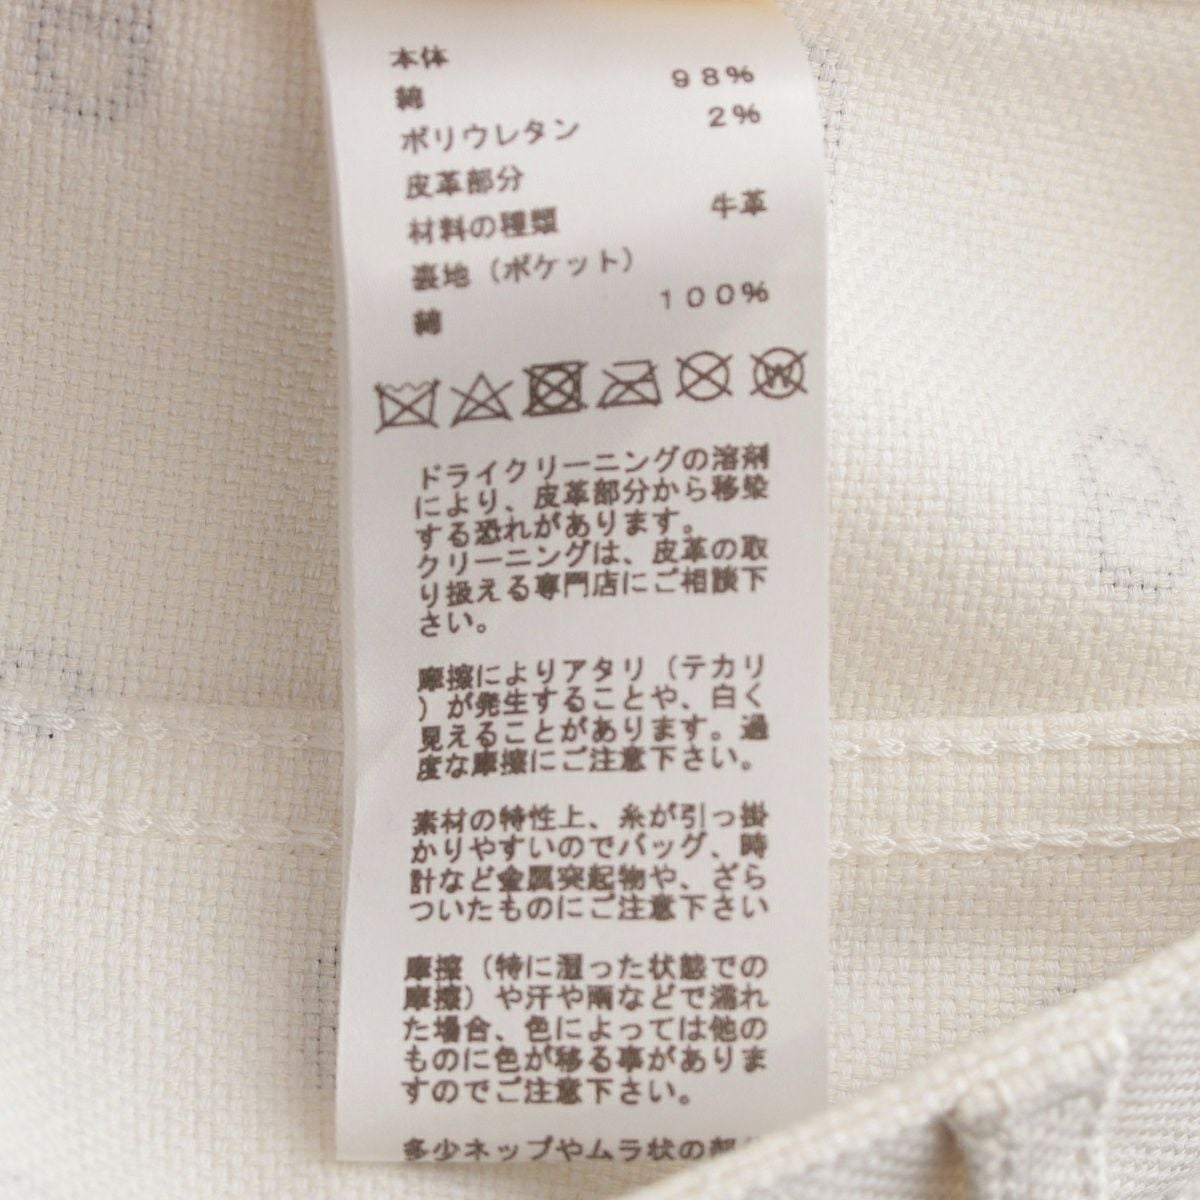 本体
綿 98%
ポリウレタン 2%
皮革部分
材料の種類 牛革
裏地（ポケット）
綿 100%
W
ドライクリーニングの溶剤
により、皮革部分から移染
する恐れがあります。
クリーニングは、皮革の取
り扱える専門店にご相談下
さい。
摩擦によりアタリ（テカリ
）が発生することや、白く
見えることがあります。過
度な摩擦にご注意下さい。
素材の特性上、糸が引っ掛
かりやすいのでバッグ、時
計など金属突起物や、ざら
ついたものにご注意下さい
摩擦（特に湿った状態での
摩擦）や汗や雨などで濡れ
た場合、色によっては他の
ものに色が移る事がありま
すのでご注意下さい。
多少ネップやムラ状の部